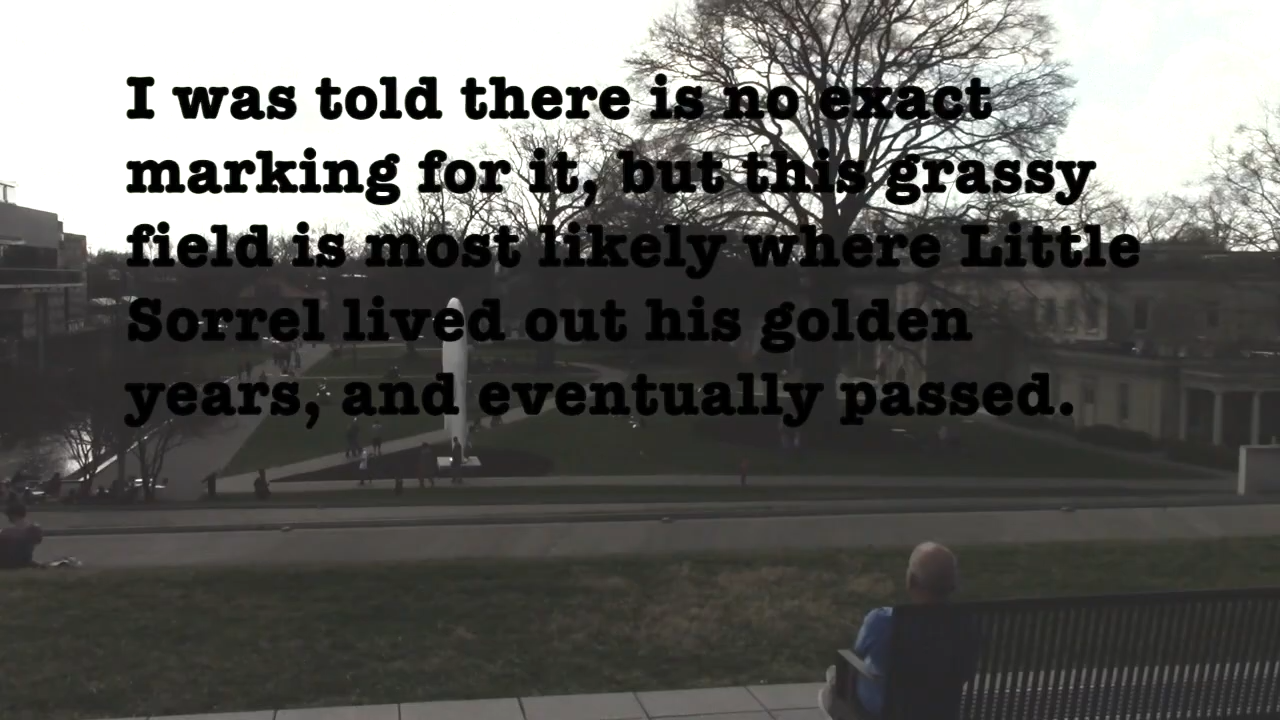 I was told there is no exact
marking for it, but this grassy
field is most likely where Little
Sorrel lived out his golden
years, and eventually passed.